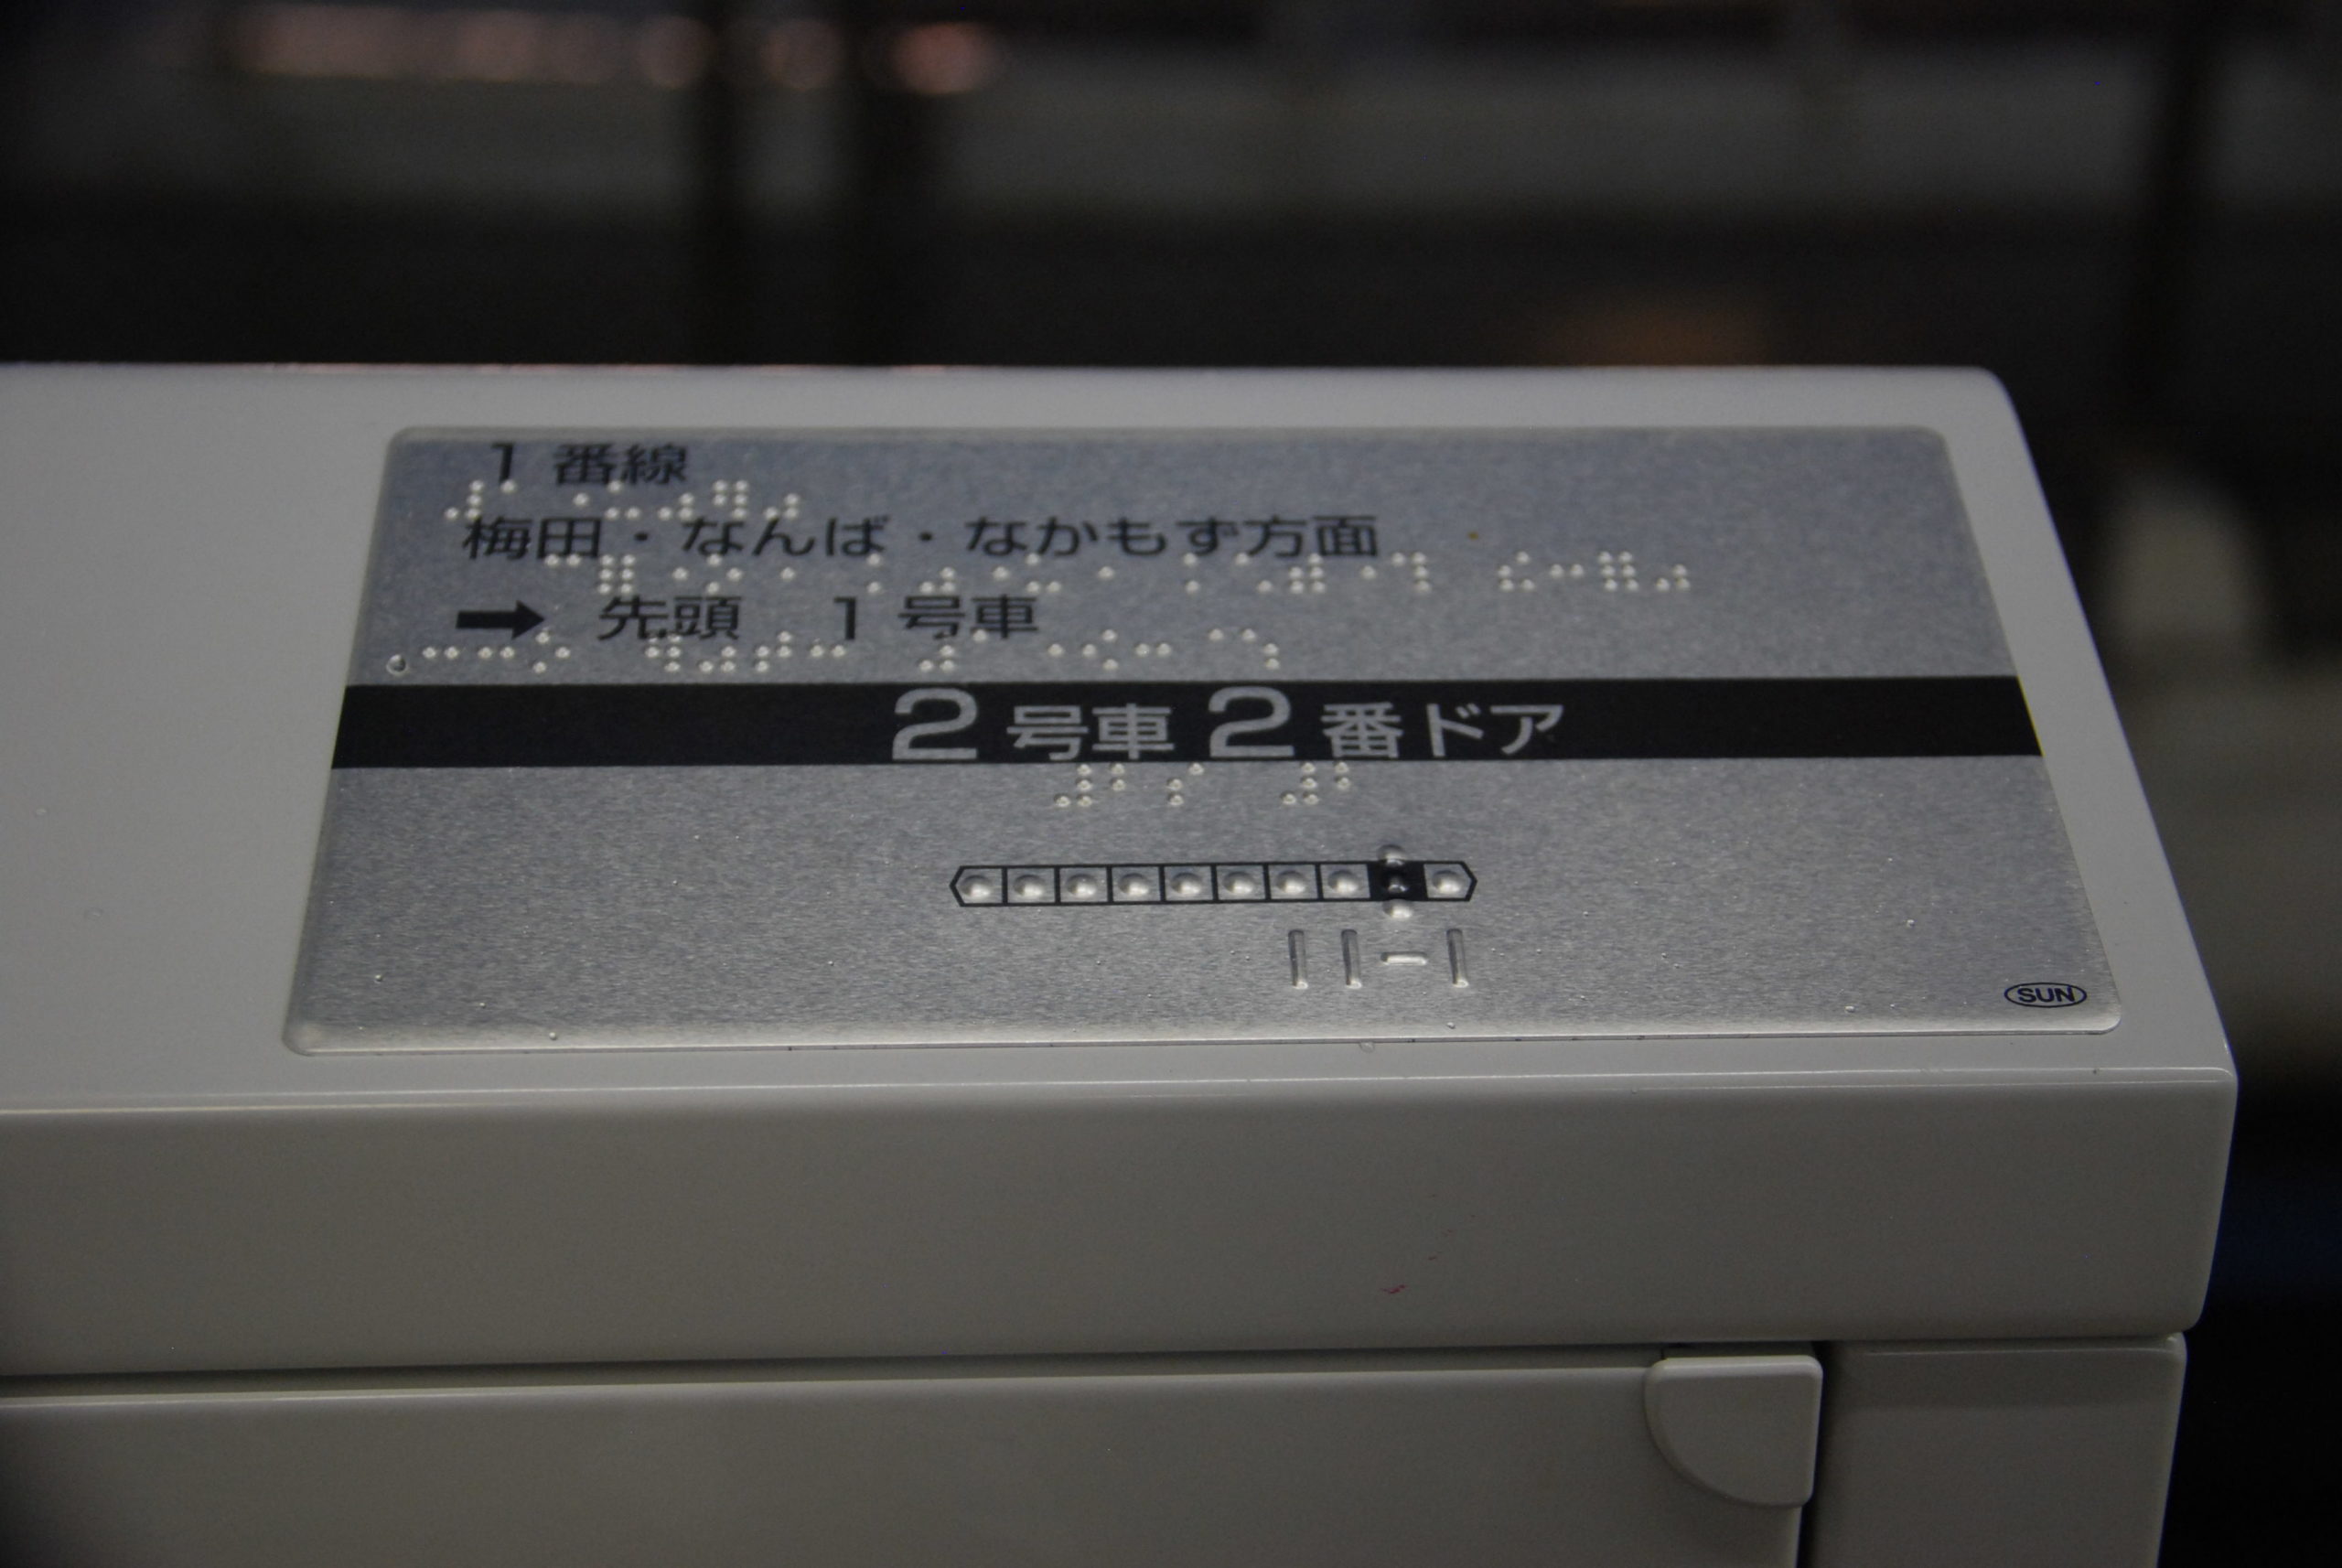 1 番線
梅田・なんば・なかもず方面
➡ 先頭 1 号車
2 号車 2 番ドア
SUN